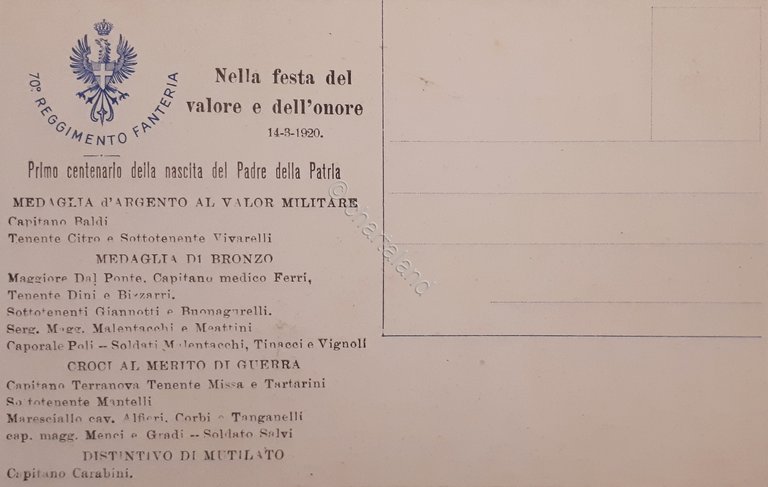 70º. REGGIMENTO FANTERIA
Nella festa del
valore e dell'onore
14-3-1920.
Primo centenario della nascita del Padre della Patria
MEDAGLIA d'ARGENTO AL VALOR MILITARE
Capitano Baldi
Tenente Citro e Sottotenente Vivarelli
MEDAGLIA DI BRONZO
Maggiore Dal Ponte, Capitano medico Ferri,
Tenente Dini e Bizzarri.
Sottotenenti Giannotti e Buonagurelli.
Serg. Magg. Malentacchi e Meattini
Caporale Poli -- Soldati Malentacchi, Tinacci e Vignoli
CROCI AL MERITO DI GUERRA
Capitano Terranova Tenente Missa e Tartarini
Sottotenente Mantelli
Maresciallo cav. Alfieri, Corbi e Tanganelli
cap. magg. Menci e Gradi -- Soldato Salvi
DISTINTIVO DI MUTILATO
Capitano Carabini.
© chartaland